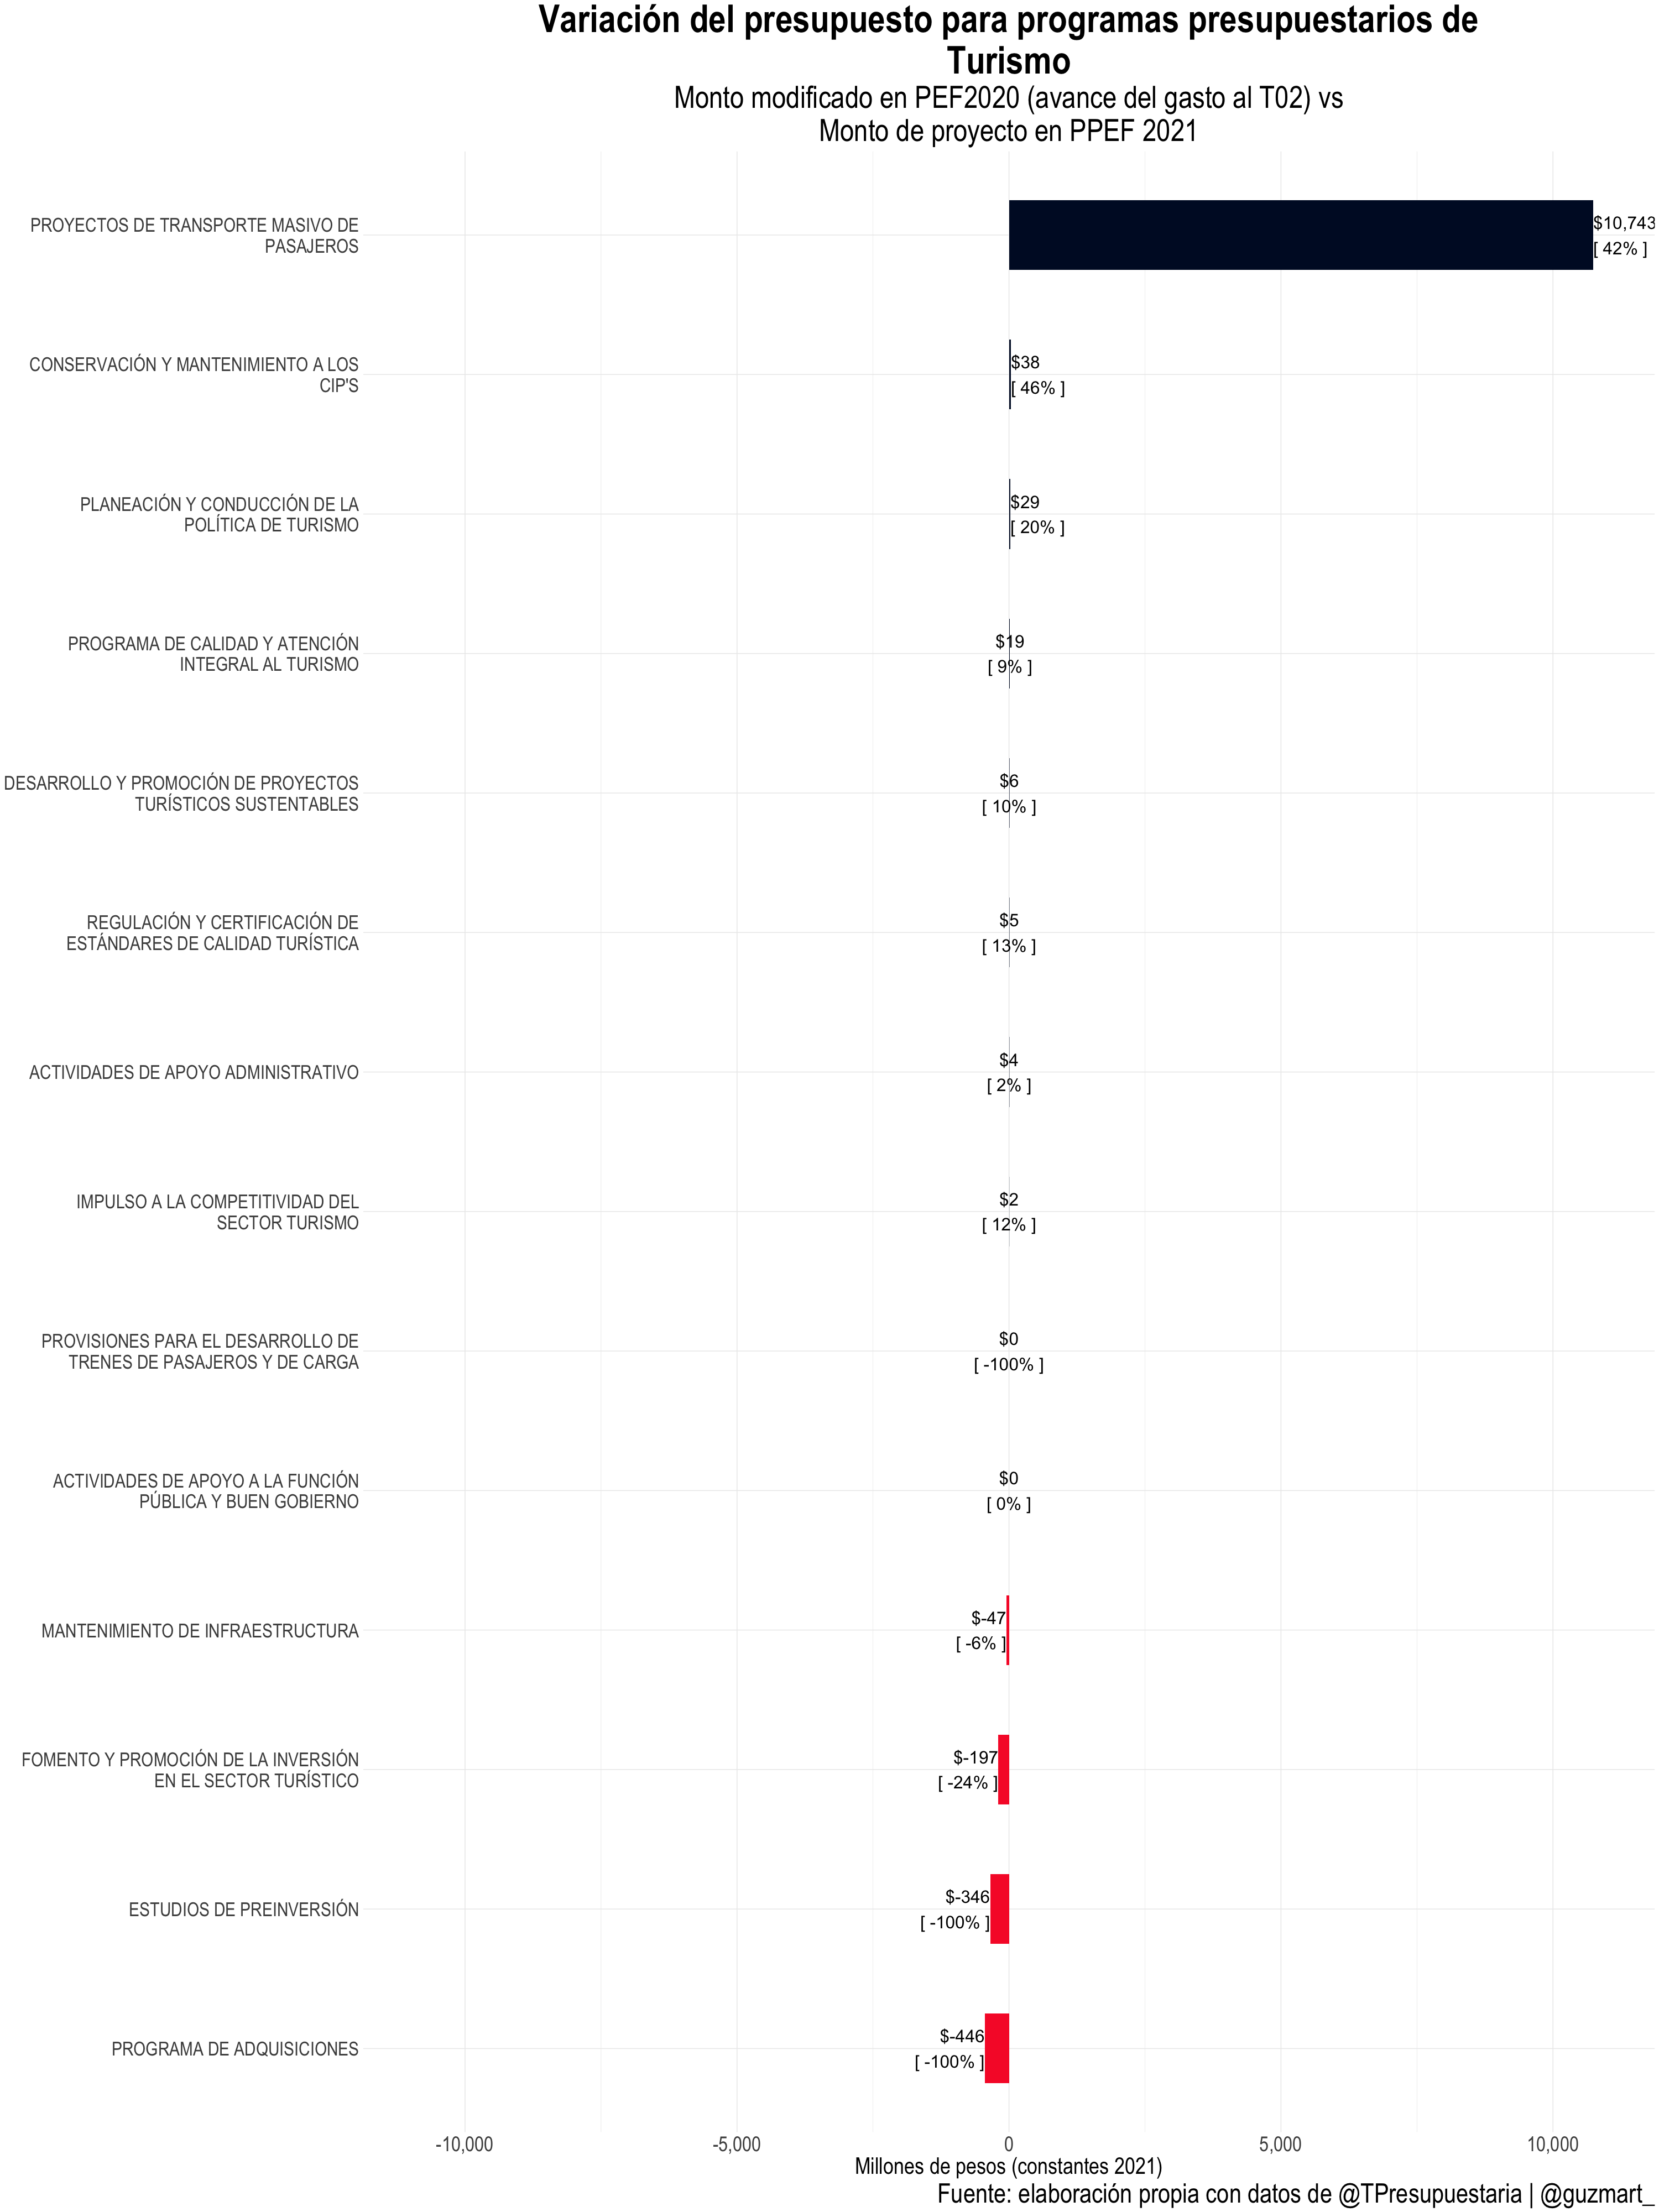 Variación del presupuesto para programas presupuestarios de
Turismo
Monto modificado en PEF2020 (avance del gasto al T02) vs
Monto de proyecto en PPEF 2021
PROYECTOS DE TRANSPORTE MASIVO DE
PASAJEROS
$10,743
[ 42% ]
CONSERVACIÓN Y MANTENIMIENTO A LOS
CIP'S
$38
[ 46% ]
PLANEACIÓN Y CONDUCCIÓN DE LA
POLÍTICA DE TURISMO
$29
[ 20% ]
PROGRAMA DE CALIDAD Y ATENCIÓN
INTEGRAL AL TURISMO
$19
[ 9% ]
DESARROLLO Y PROMOCIÓN DE PROYECTOS
TURÍSTICOS SUSTENTABLES
$6
[ 10% ]
REGULACIÓN Y CERTIFICACIÓN DE
ESTÁNDARES DE CALIDAD TURÍSTICA
$5
[ 13% ]
ACTIVIDADES DE APOYO ADMINISTRATIVO
$4
[ 2% ]
IMPULSO A LA COMPETITIVIDAD DEL
SECTOR TURISMO
$2
[ 12% ]
PROVISIONES PARA EL DESARROLLO DE
TRENES DE PASAJEROS Y DE CARGA
$0
[ -100% ]
ACTIVIDADES DE APOYO A LA FUNCIÓN
PÚBLICA Y BUEN GOBIERNO
$0
[ 0% ]
MANTENIMIENTO DE INFRAESTRUCTURA
$-47
[ -6% ]
FOMENTO Y PROMOCIÓN DE LA INVERSIÓN
EN EL SECTOR TURÍSTICO
$-197
[ -24% ]
ESTUDIOS DE PREINVERSIÓN
$-346
[ -100% ]
PROGRAMA DE ADQUISICIONES
$-446
[ -100% ]
-10,000
-5,000
0
5,000
10,000
Millones de pesos (constantes 2021)
Fuente: elaboración propia con datos de @TPresupuestaria | @guzmart_